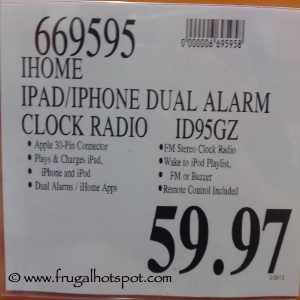 669595
0000006 695958
IHOME
IPAD/IPHONE DUAL ALARM
CLOCK RADIO ID95GZ
• Apple 30-Pin Connector
• Plays & Charges iPad,
iPhone and iPod
• Dual Alarms / iHome Apps
• FM Stereo Clock Radio
• Wake to iPod Playlist,
FM or Buzzer
• Remote Control Included
59.97
© www.frugalhotspot.com